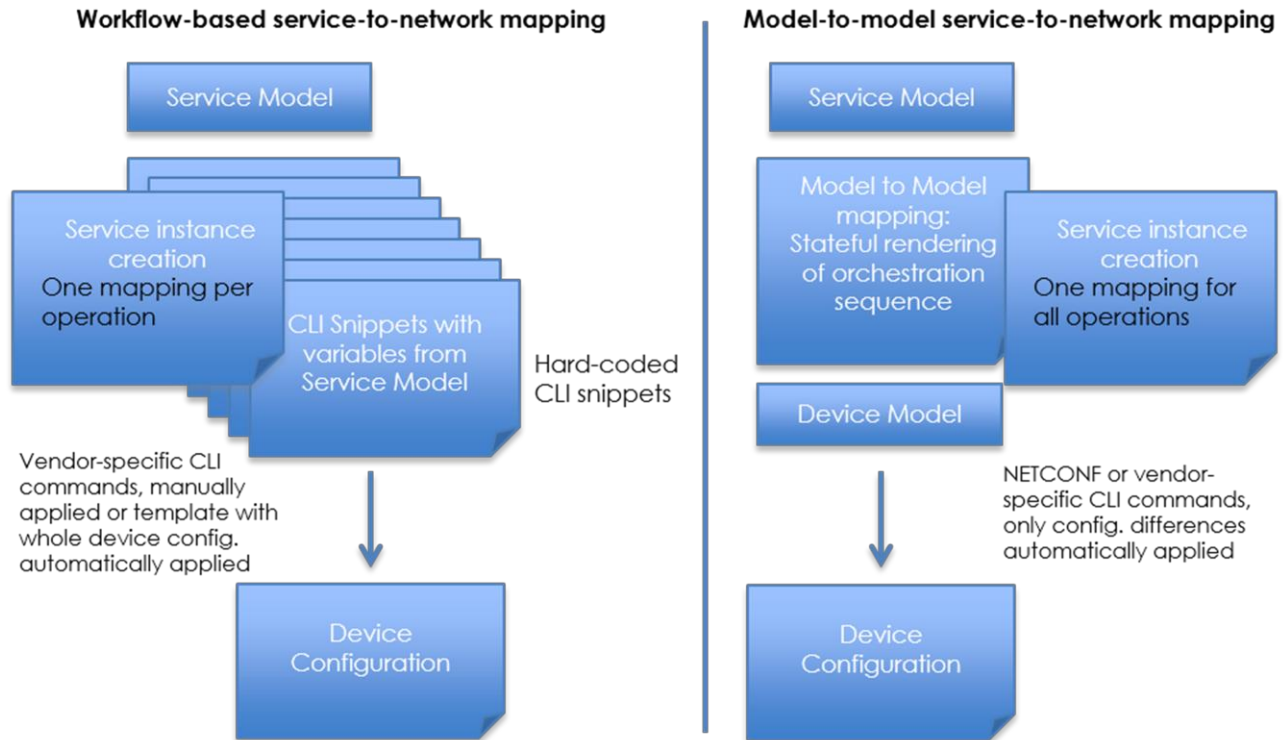 Workflow-based service-to-network mapping
Service Model
Service instance
creation
One mapping per
operation
CLI Snippets with
variables from
Service Model
Hard-coded
CLI snippets
Vendor-specific CLI
commands, manually
applied or template with
whole device config.
automatically applied
Device
Configuration
Model-to-model service-to-network mapping
Service Model
Model to Model
mapping:
Stateful rendering
of orchestration
sequence
Service instance
creation
One mapping for
all operations
Device Model
NETCONF or vendor-
specific CLI commands,
only config. differences
automatically applied
Device
Configuration